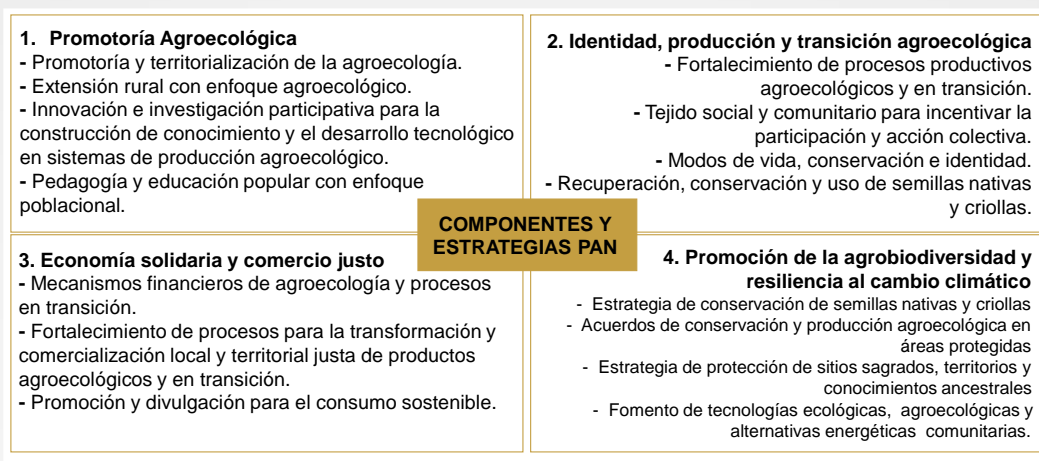 1. Promotoría Agroecológica
- Promotoría y territorialización de la agroecología.
- Extensión rural con enfoque agroecológico.
- Innovación e investigación participativa para la
construcción de conocimiento y el desarrollo tecnológico
en sistemas de producción agroecológico.
- Pedagogía y educación popular con enfoque
poblacional.
2. Identidad, producción y transición agroecológica
- Fortalecimiento de procesos productivos
agroecológicos y en transición.
- Tejido social y comunitario para incentivar la
participación y acción colectiva.
- Modos de vida, conservación e identidad.
- Recuperación, conservación y uso de semillas nativas
y criollas.
COMPONENTES Y
ESTRATEGIAS PAN
3. Economía solidaria y comercio justo
- Mecanismos financieros de agroecología y procesos
en transición.
- Fortalecimiento de procesos para la transformación y
comercialización local y territorial justa de productos
agroecológicos y en transición.
- Promoción y divulgación para el consumo sostenible.
4. Promoción de la agrobiodiversidad y
resiliencia al cambio climático
- Estrategia de conservación de semillas nativas y criollas
- Acuerdos de conservación y producción agroecológica en
áreas protegidas
- Estrategia de protección de sitios sagrados, territorios y
conocimientos ancestrales
- Fomento de tecnologías ecológicas, agroecológicas y
alternativas energéticas comunitarias.